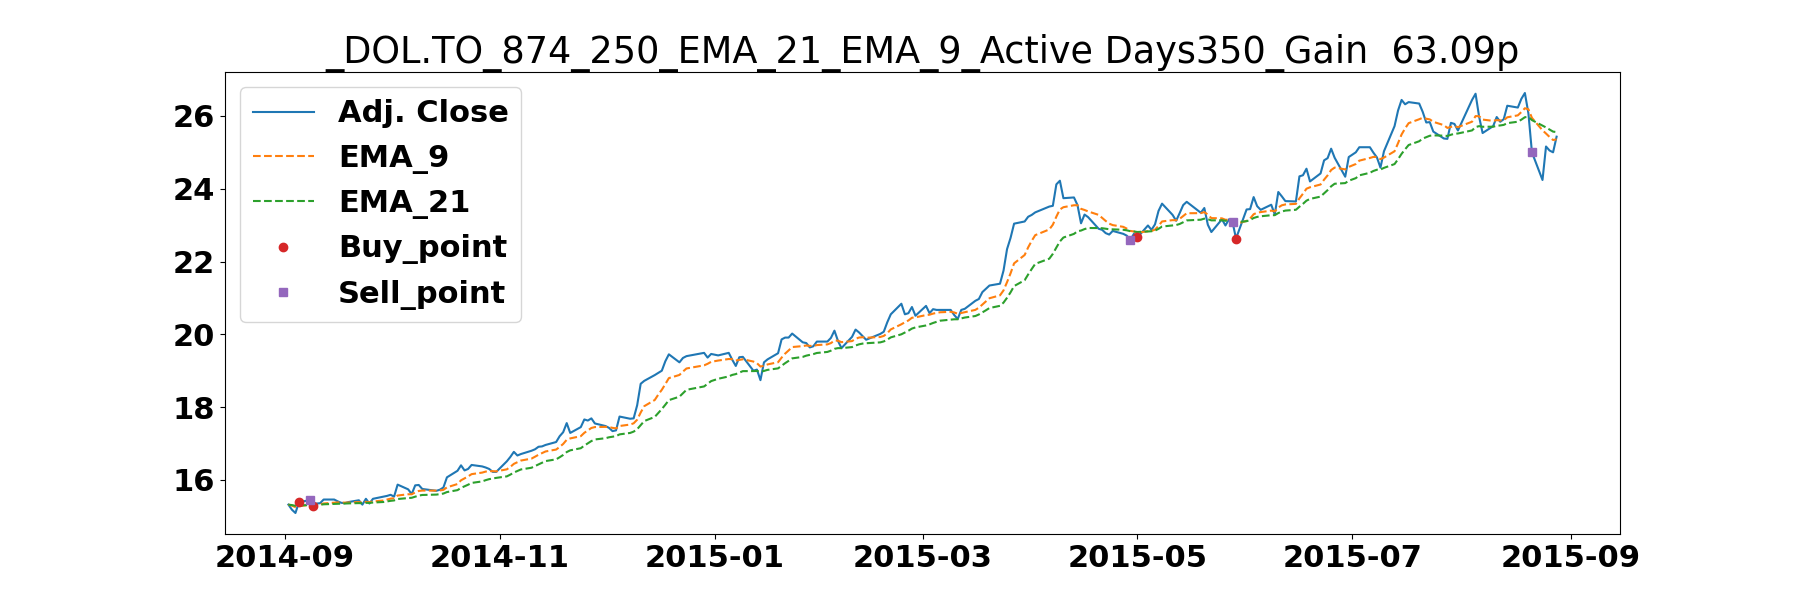 _DOL.TO_874_250_EMA_21_EMA_9_Active Days350_Gain  63.09p
Adj. Close
EMA_9
EMA_21
Buy_point
Sell_point
26
24
22
20
18
16
2014-09 2014-11 2015-01 2015-03 2015-05 2015-07 2015-09